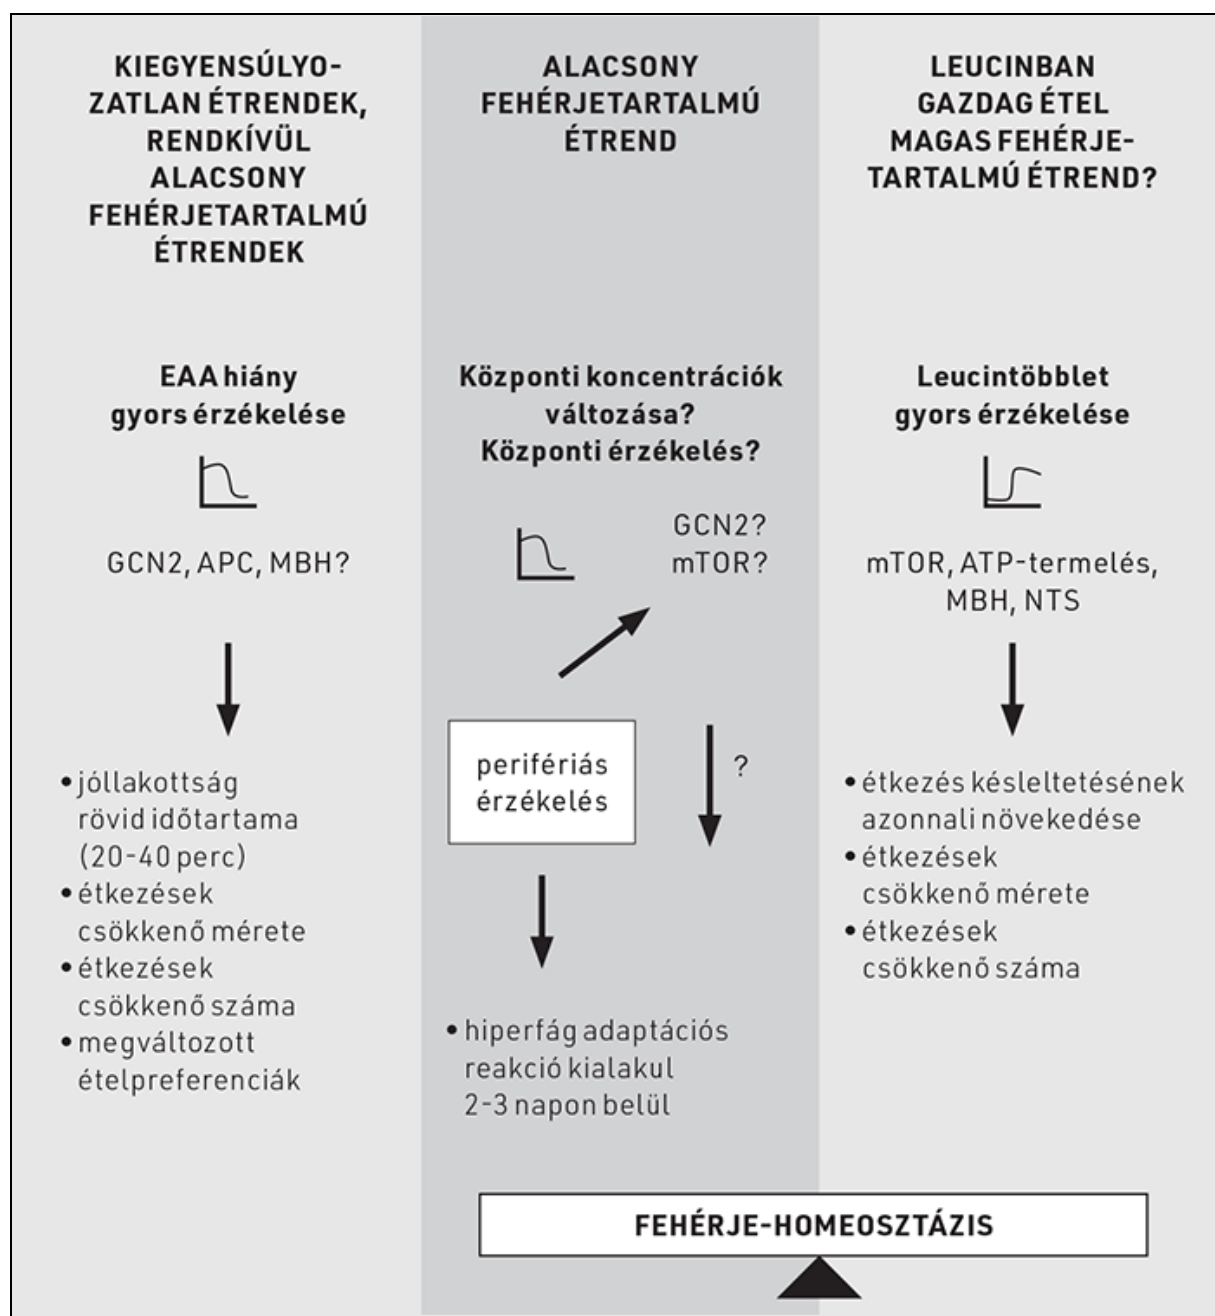 KIEGYENSÚLYO-
ZATLAN ÉTRENDEK,
RENDKÍVÜL
ALACSONY
FEHÉRJETARTALMÚ
ÉTRENDEK
EAA hiány
gyors érzékelése
GCN2, APC, MBH?
•jóllakottság
rövid időtartama
(20-40 perc)
•étkezések
csökkenő mérete
•étkezések
csökkenő száma
•megváltozott
ételpreferenciák
ALACSONY
FEHÉRJETARTALMÚ
ÉTREND
Központi koncentrációk
változása?
Központi érzékelés?
GCN2?
mTOR?
perifériás
érzékelés
?
•hiperfág adaptációs
reakció kialakul
2-3 napon belül
LEUCINBAN
GAZDAG ÉTEL
MAGAS FEHÉRJE-
TARTALMÚ ÉTREND?
Leucintöbblet
gyors érzékelése
mTOR, ATP-termelés,
MBH, NTS
•étkezés késleltetésének
azonnali növekedése
•étkezések
csökkenő mérete
•étkezések
csökkenő száma
FEHÉRJE-HOMEOSZTÁZIS